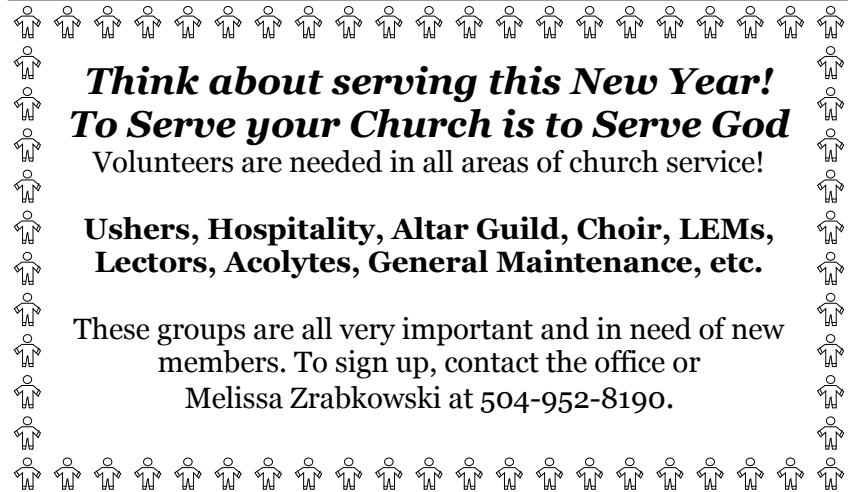 Think about serving this New Year!
To Serve your Church is to Serve God
Volunteers are needed in all areas of church service!
Ushers, Hospitality, Altar Guild, Choir, LEMs,
Lectors, Acolytes, General Maintenance, etc.
These groups are all very important and in need of new
members. To sign up, contact the office or
Melissa Zrabkowski at 504-952-8190.